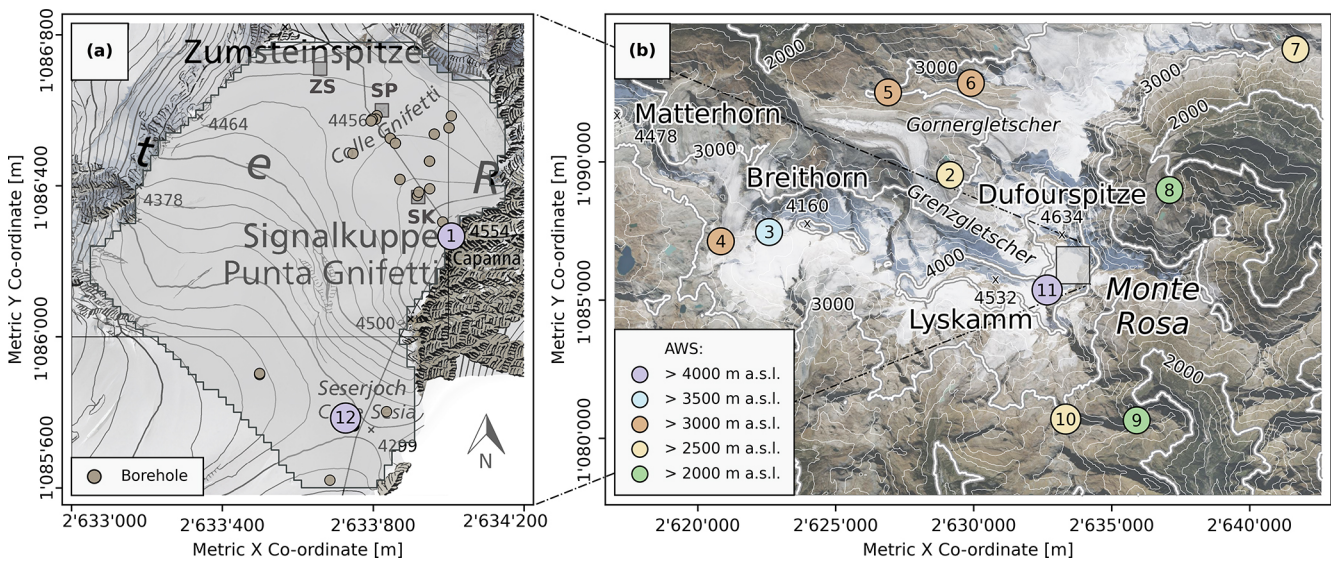 (a)
Zumsteinspitze
ZS
SP
4456
Colle Gnifetti
4464
t
e
R
4378
SK
Signalkuppe
1
4554
Punta Gnifetti
Capanna
4500
Seserjoch
12
4299
N
Borehole
1'086'800
1'086'400
1'086'000
1'085'600
Metric Y Co-ordinate [m]
2'633'000
2'633'400
2'633'800
2'634'200
Metric X Co-ordinate [m]
(b)
2000
3000
7
5
6
3000
2000
Matterhorn
4478
Gornergletscher
3000
Breithorn
2
Dufourspitze
8
4160
Grenzgletscher
4634
4
3
4000
4532
11
Monte
Rosa
3000
Lyskamm
2000
10
9
AWS:
> 4000 m a.s.l.
> 3500 m a.s.l.
> 3000 m a.s.l.
> 2500 m a.s.l.
> 2000 m a.s.l.
1'090'000
1'085'000
1'080'000
Metric Y Co-ordinate [m]
2'620'000
2'625'000
2'630'000
2'635'000
2'640'000
Metric X Co-ordinate [m]